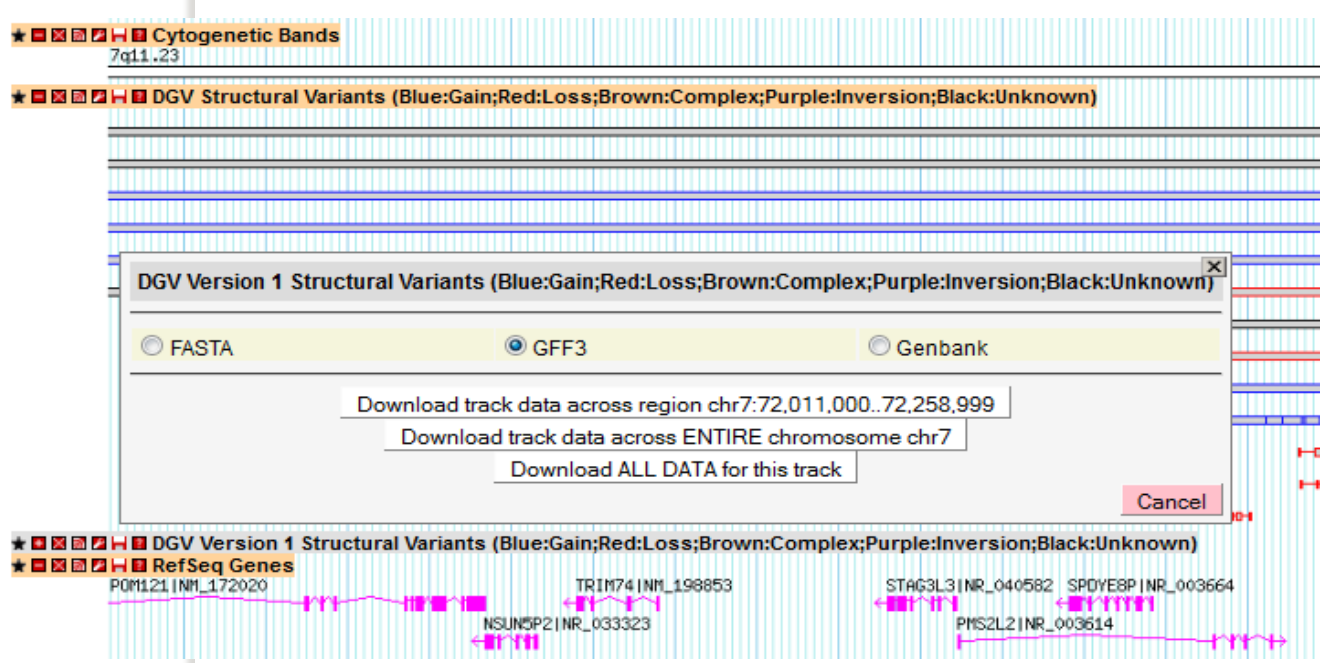 Cytogenetic Bands
7q11.23
DGV Structural Variants (Blue:Gain;Red:Loss;Brown:Complex;Purple:Inversion;Black:Unknown)
DGV Version 1 Structural Variants (Blue:Gain;Red:Loss;Brown:Complex;Purple:Inversion;Black:Unknown)
FASTA GFF3 Genbank
Download track data across region chr7:72,011,000..72,258,999
Download track data across ENTIRE chromosome chr7
Download ALL DATA for this track
Cancel
DGV Version 1 Structural Variants (Blue:Gain;Red:Loss;Brown:Complex;Purple:Inversion;Black:Unknown)
RefSeq Genes
POM121|NM_172020 TRIM74|NM_198853 STAG3L3|NR_040582 SPDYE8P|NR_003664
NSUN5P2|NR_033323 PMS2L2|NR_003614